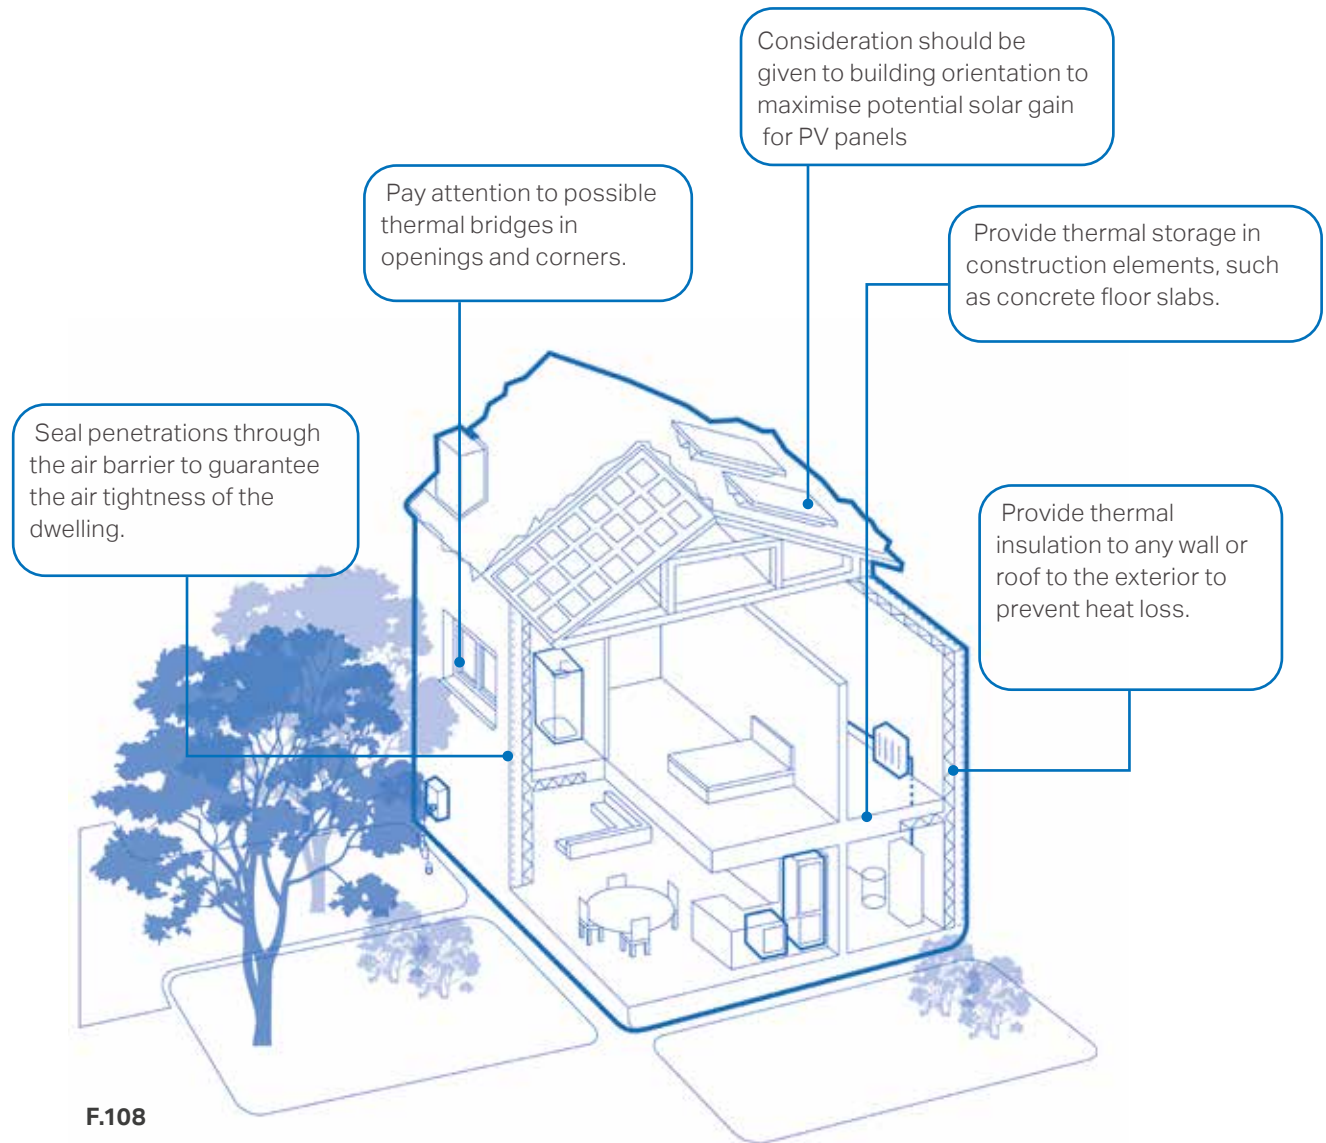 Consideration should be
given to building orientation to
maximise potential solar gain
for PV panels
Pay attention to possible
thermal bridges in
openings and corners.
Provide thermal storage in
construction elements, such
as concrete floor slabs.
Seal penetrations through
the air barrier to guarantee
the air tightness of the
dwelling.
Provide thermal
insulation to any wall or
roof to the exterior to
prevent heat loss.
F.108